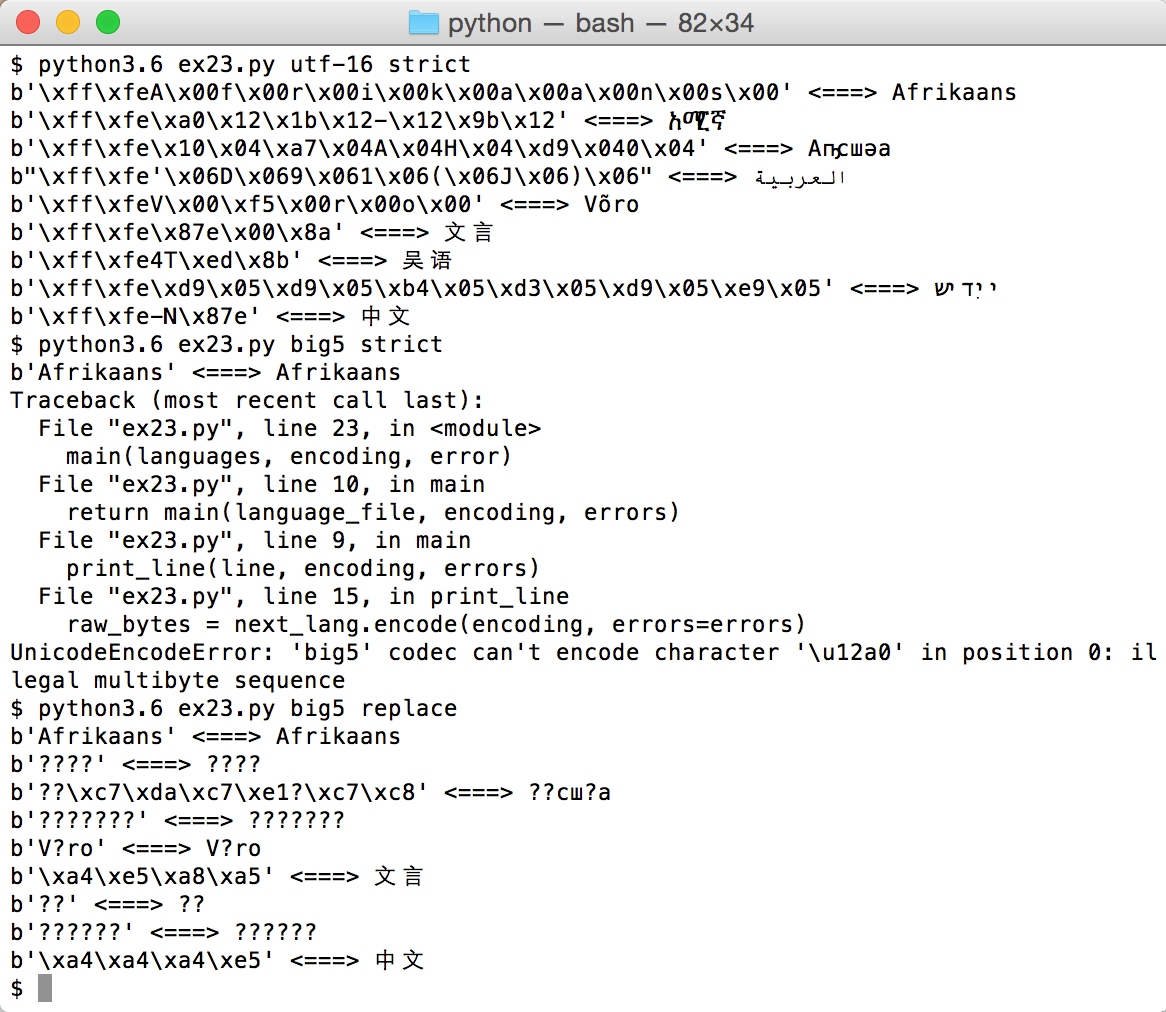 python — bash — 82×34
$ python3.6 ex23.py utf-16 strict
b'\xff\xfeA\x00f\x00r\x00i\x00k\x00a\x00a\x00n\x00s\x00' <===> Afrikaans
b'\xff\xfe\xa0\x12\x1b\x12-\x12\x9b\x12' <===> አማርኛ
b'\xff\xfe\x10\x04\xa7\x04A\x04H\x04\xd9\x040\x04' <===> Аҧсшәа
b"\xff\xfe'\x06D\x069\x061\x06(\x06J\x06)\x06" <===> العربية
b'\xff\xfeV\x00\xf5\x00r\x00o\x00' <===> Võro
b'\xff\xfe\x87e\x00\x8a' <===> 文言
b'\xff\xfe4T\xed\x8b' <===> 吴语
b'\xff\xfe\xd9\x05\xd9\x05\xb4\x05\xd3\x05\xd9\x05\xe9\x05' <===> ייִדיש
b'\xff\xfe-N\x87e' <===> 中文
$ python3.6 ex23.py big5 strict
b'Afrikaans' <===> Afrikaans
Traceback (most recent call last):
  File "ex23.py", line 23, in <module>
    main(languages, encoding, error)
  File "ex23.py", line 10, in main
    return main(language_file, encoding, errors)
  File "ex23.py", line 9, in main
    print_line(line, encoding, errors)
  File "ex23.py", line 15, in print_line
    raw_bytes = next_lang.encode(encoding, errors=errors)
UnicodeEncodeError: 'big5' codec can't encode character '\u12a0' in position 0: il
legal multibyte sequence
$ python3.6 ex23.py big5 replace
b'Afrikaans' <===> Afrikaans
b'????' <===> ????
b'??\xc7\xda\xc7\xe1?\xc7\xc8' <===> ??сш?а
b'???????' <===> ???????
b'V?ro' <===> V?ro
b'\xa4\xe5\xa8\xa5' <===> 文言
b'??' <===> ??
b'??????' <===> ??????
b'\xa4\xa4\xa4\xe5' <===> 中文
$